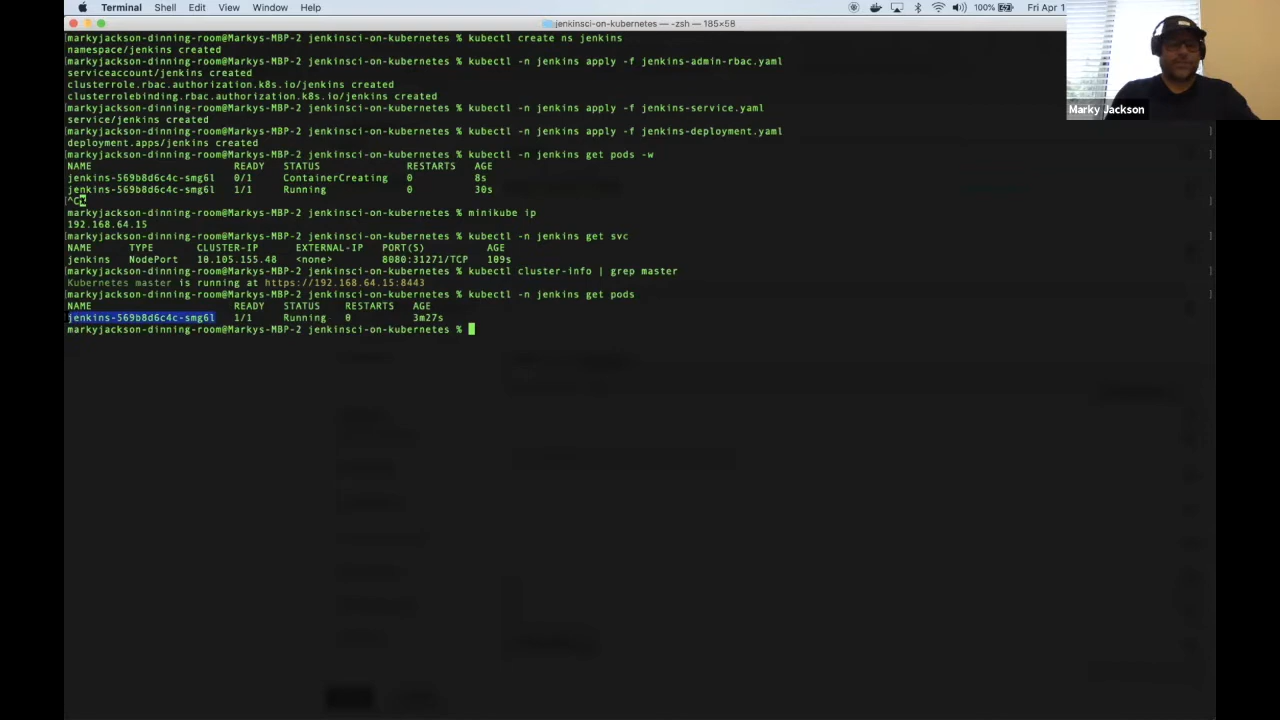 Terminal Shell Edit View Window Help 100% Fri Apr 1
jenkinsci-on-kubernetes — -zsh — 185×58
markyjackson-dinning-room@Markys-MBP-2 jenkinsci-on-kubernetes % kubectl create ns jenkins
namespace/jenkins created
markyjackson-dinning-room@Markys-MBP-2 jenkinsci-on-kubernetes % kubectl -n jenkins apply -f jenkins-admin-rbac.yaml
serviceaccount/jenkins created
clusterrole.rbac.authorization.k8s.io/jenkins created
clusterrolebinding.rbac.authorization.k8s.io/jenkins created
markyjackson-dinning-room@Markys-MBP-2 jenkinsci-on-kubernetes % kubectl -n jenkins apply -f jenkins-service.yaml
service/jenkins created
markyjackson-dinning-room@Markys-MBP-2 jenkinsci-on-kubernetes % kubectl -n jenkins apply -f jenkins-deployment.yaml
deployment.apps/jenkins created
markyjackson-dinning-room@Markys-MBP-2 jenkinsci-on-kubernetes % kubectl -n jenkins get pods -w
NAME READY STATUS RESTARTS AGE
jenkins-569b8d6c4c-smg6l 0/1 ContainerCreating 0 8s
jenkins-569b8d6c4c-smg6l 1/1 Running 0 30s
^C
markyjackson-dinning-room@Markys-MBP-2 jenkinsci-on-kubernetes % minikube ip
192.168.64.15
markyjackson-dinning-room@Markys-MBP-2 jenkinsci-on-kubernetes % kubectl -n jenkins get svc
NAME TYPE CLUSTER-IP EXTERNAL-IP PORT(S) AGE
jenkins NodePort 10.105.155.48 <none> 8080:31271/TCP 109s
markyjackson-dinning-room@Markys-MBP-2 jenkinsci-on-kubernetes % kubectl cluster-info | grep master
Kubernetes master is running at https://192.168.64.15:8443
markyjackson-dinning-room@Markys-MBP-2 jenkinsci-on-kubernetes % kubectl -n jenkins get pods
NAME READY STATUS RESTARTS AGE
jenkins-569b8d6c4c-smg6l 1/1 Running 0 3m27s
markyjackson-dinning-room@Markys-MBP-2 jenkinsci-on-kubernetes %
Marky Jackson